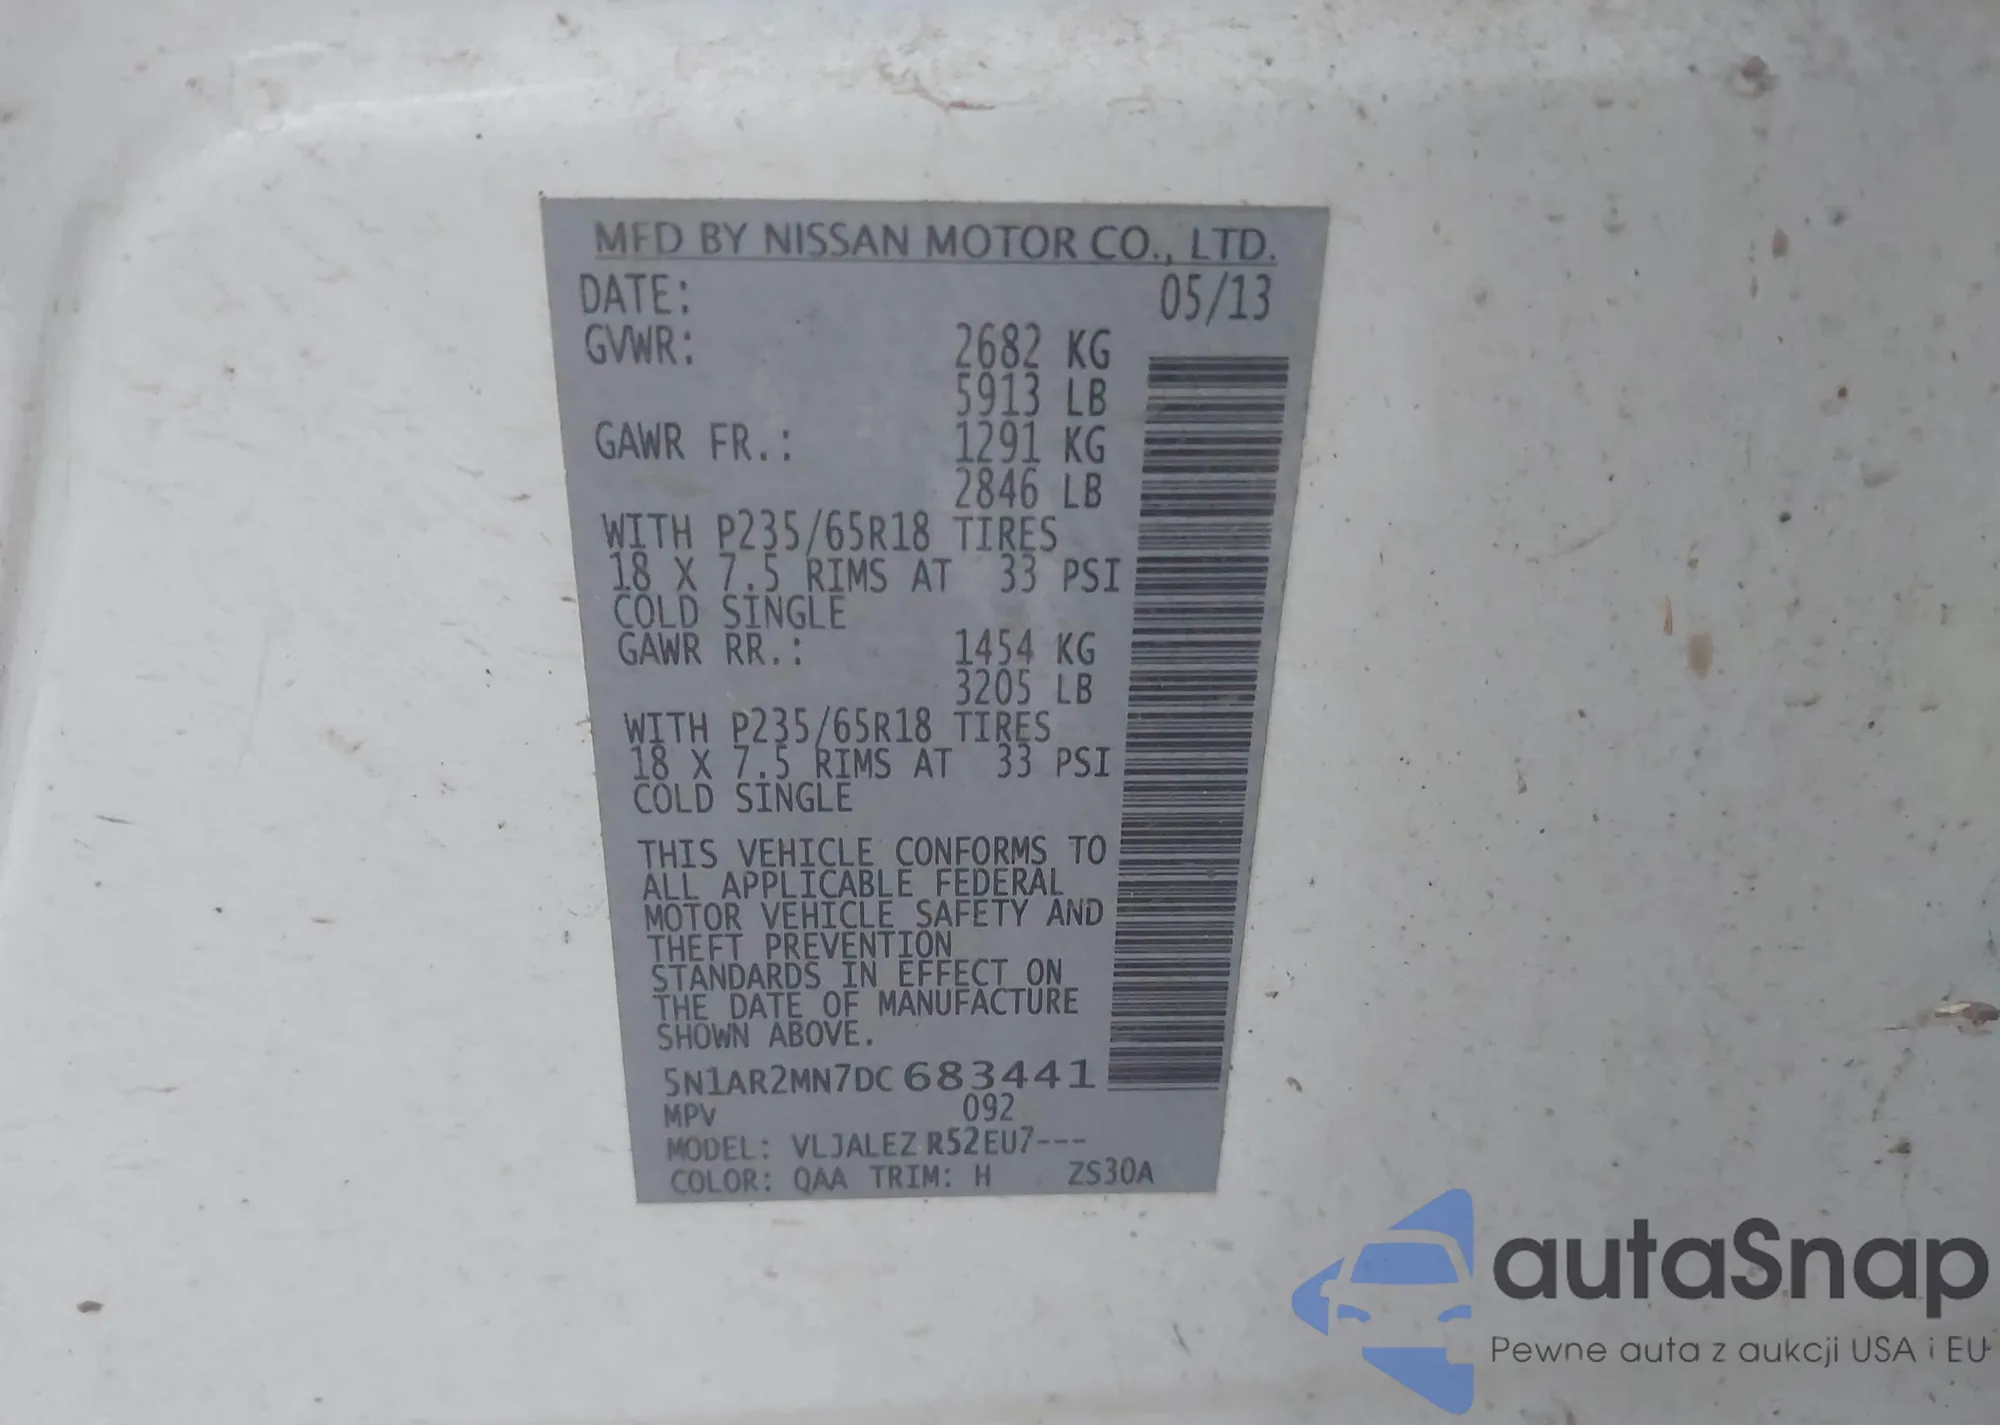 MFD BY NISSAN MOTOR CO., LTD.
DATE: 05/13
GVWR: 2682 KG
5913 LB
GAWR FR.: 1291 KG
2846 LB
WITH P235/65R18 TIRES
18 X 7.5 RIMS AT 33 PSI
COLD SINGLE
GAWR RR.: 1454 KG
3205 LB
WITH P235/65R18 TIRES
18 X 7.5 RIMS AT 33 PSI
COLD SINGLE
THIS VEHICLE CONFORMS TO
ALL APPLICABLE FEDERAL
MOTOR VEHICLE SAFETY AND
THEFT PREVENTION
STANDARDS IN EFFECT ON
THE DATE OF MANUFACTURE
SHOWN ABOVE.
5N1AR2MN7DC683441
MPV 092
MODEL: VLJALEZ R52EU7---
COLOR: QAA TRIM: H ZS30A
autaSnap
Pewne auta z aukcji USA i EU